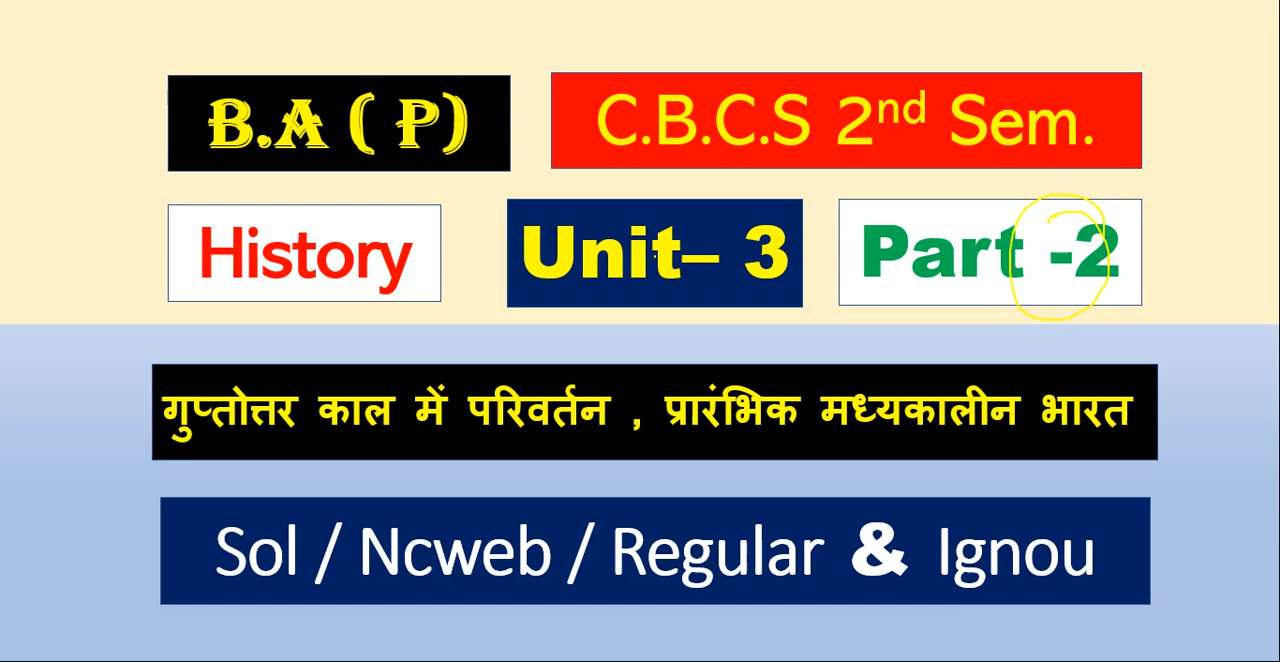 B.A ( P) C.B.C.S 2nd Sem.
History Unit– 3 Part -2
गुप्तोत्तर काल में परिवर्तन , प्रारंभिक मध्यकालीन भारत
Sol / Ncweb / Regular & Ignou